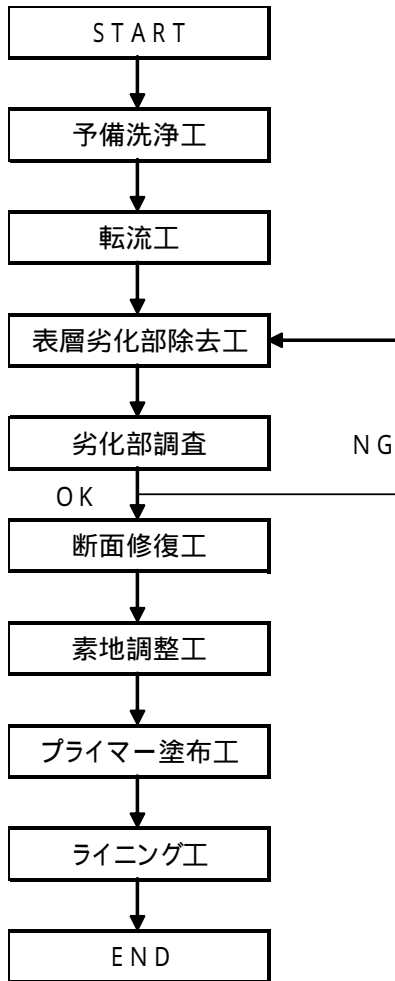 START
予備洗浄工
転流工
表層劣化部除去工
劣化部調査
NG
OK
断面修復工
素地調整工
プライマー塗布工
ライニング工
END